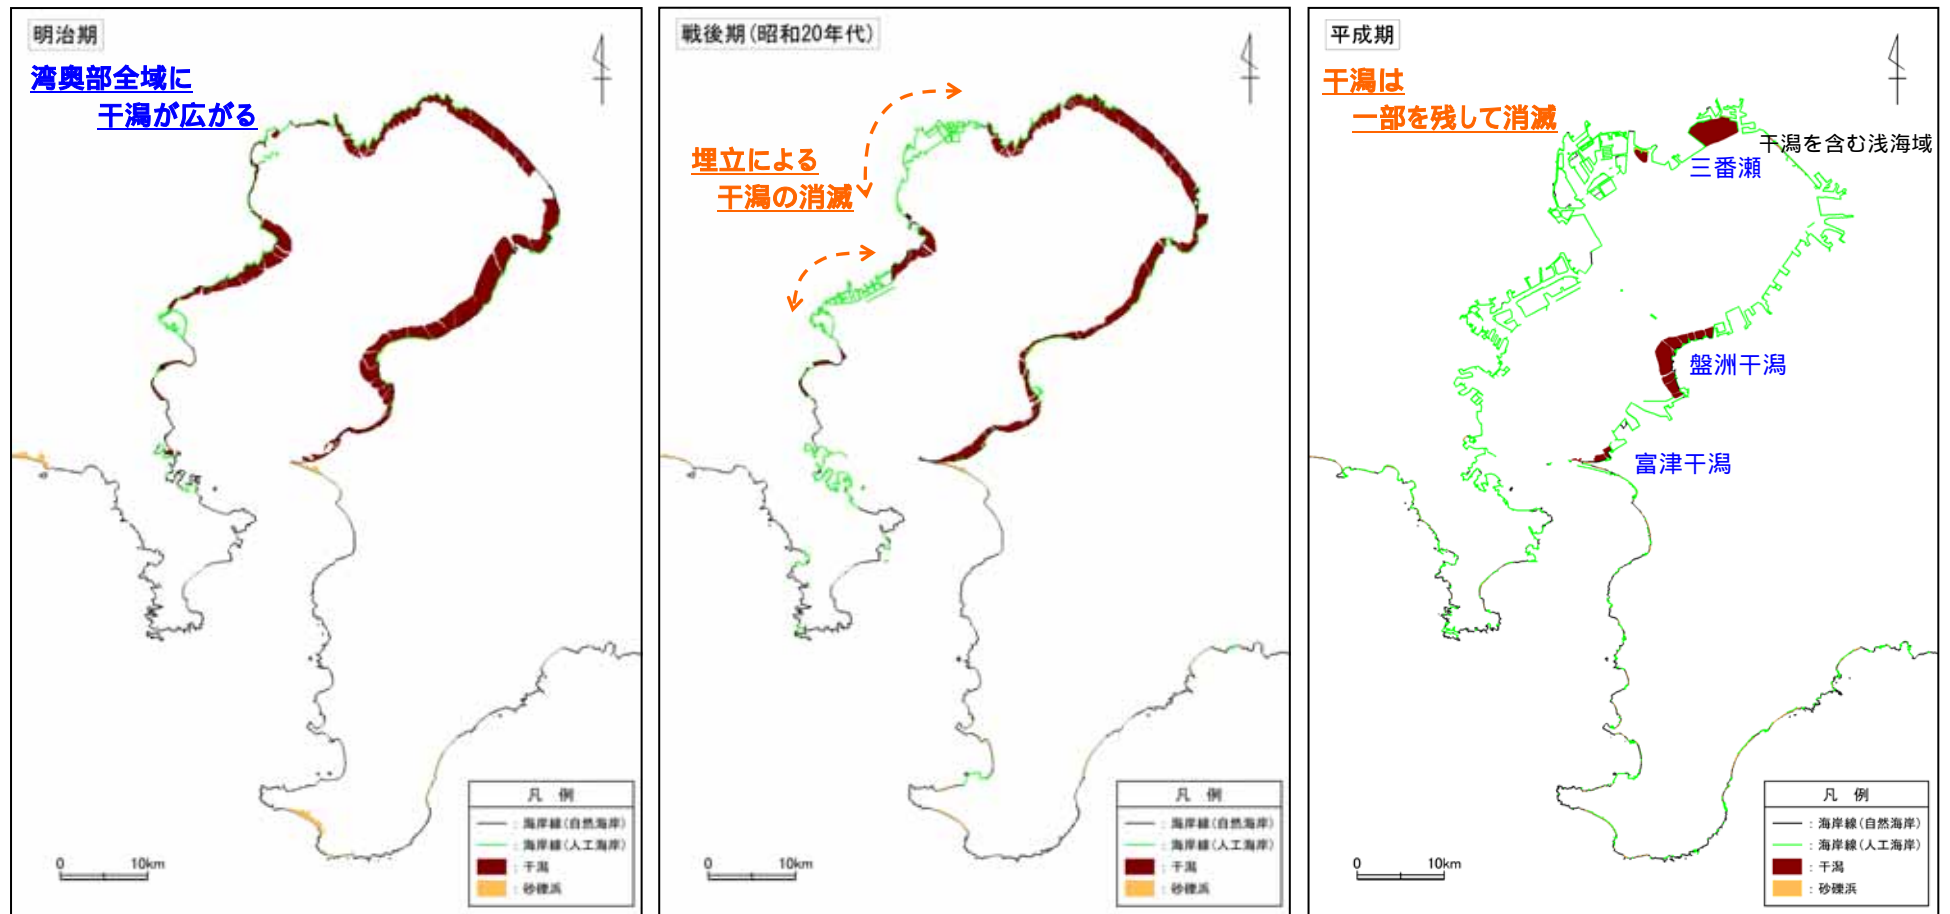 明治期
湾奥部全域に
干潟が広がる
凡 例
：海岸線(自然海岸)
：海岸線(人工海岸)
：干潟
：砂礫浜
0 10km
戦後期(昭和20年代)
埋立による
干潟の消滅
凡 例
：海岸線(自然海岸)
：海岸線(人工海岸)
：干潟
：砂礫浜
0 10km
平成期
干潟は
一部を残して消滅
干潟を含む浅海域
三番瀬
盤洲干潟
富津干潟
凡 例
：海岸線(自然海岸)
：海岸線(人工海岸)
：干潟
：砂礫浜
0 10km